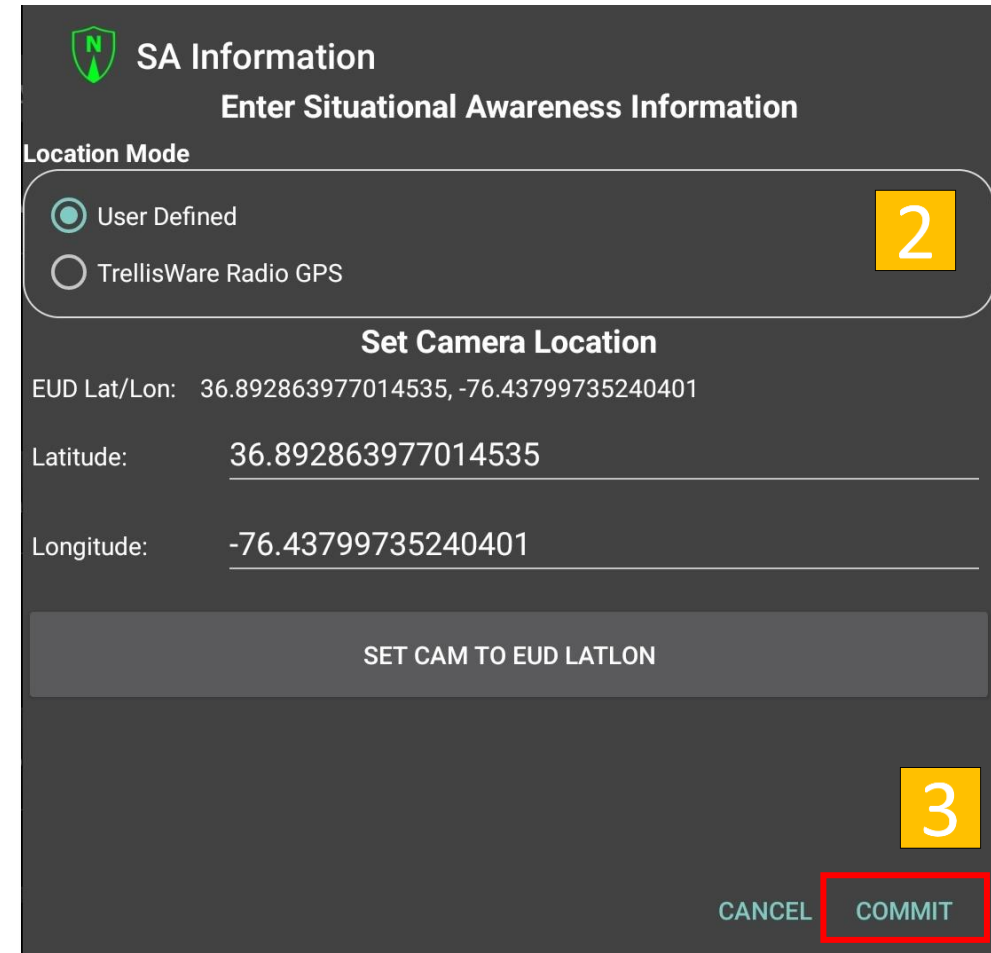 N
SA Information
Enter Situational Awareness Information
Location Mode
User Defined
2
TrellisWare Radio GPS
Set Camera Location
EUD Lat/Lon: 36.892863977014535, -76.43799735240401
Latitude: 36.892863977014535
Longitude: -76.43799735240401
SET CAM TO EUD LATLON
3
CANCEL COMMIT